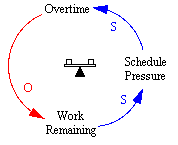 Overtime
S
Schedule
Pressure
O
S
Work
Remaining